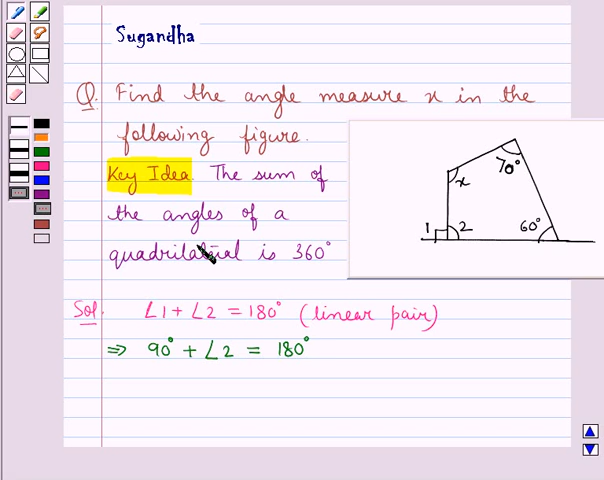 Sugandha
Q. Find the angle measure x in the
following figure.
Key Idea. The sum of
the angles of a
quadrilateral is 360°
70°
x
1
2
60°
Sol. ∠1 + ∠2 = 180° (linear pair)
⇒ 90° + ∠2 = 180°